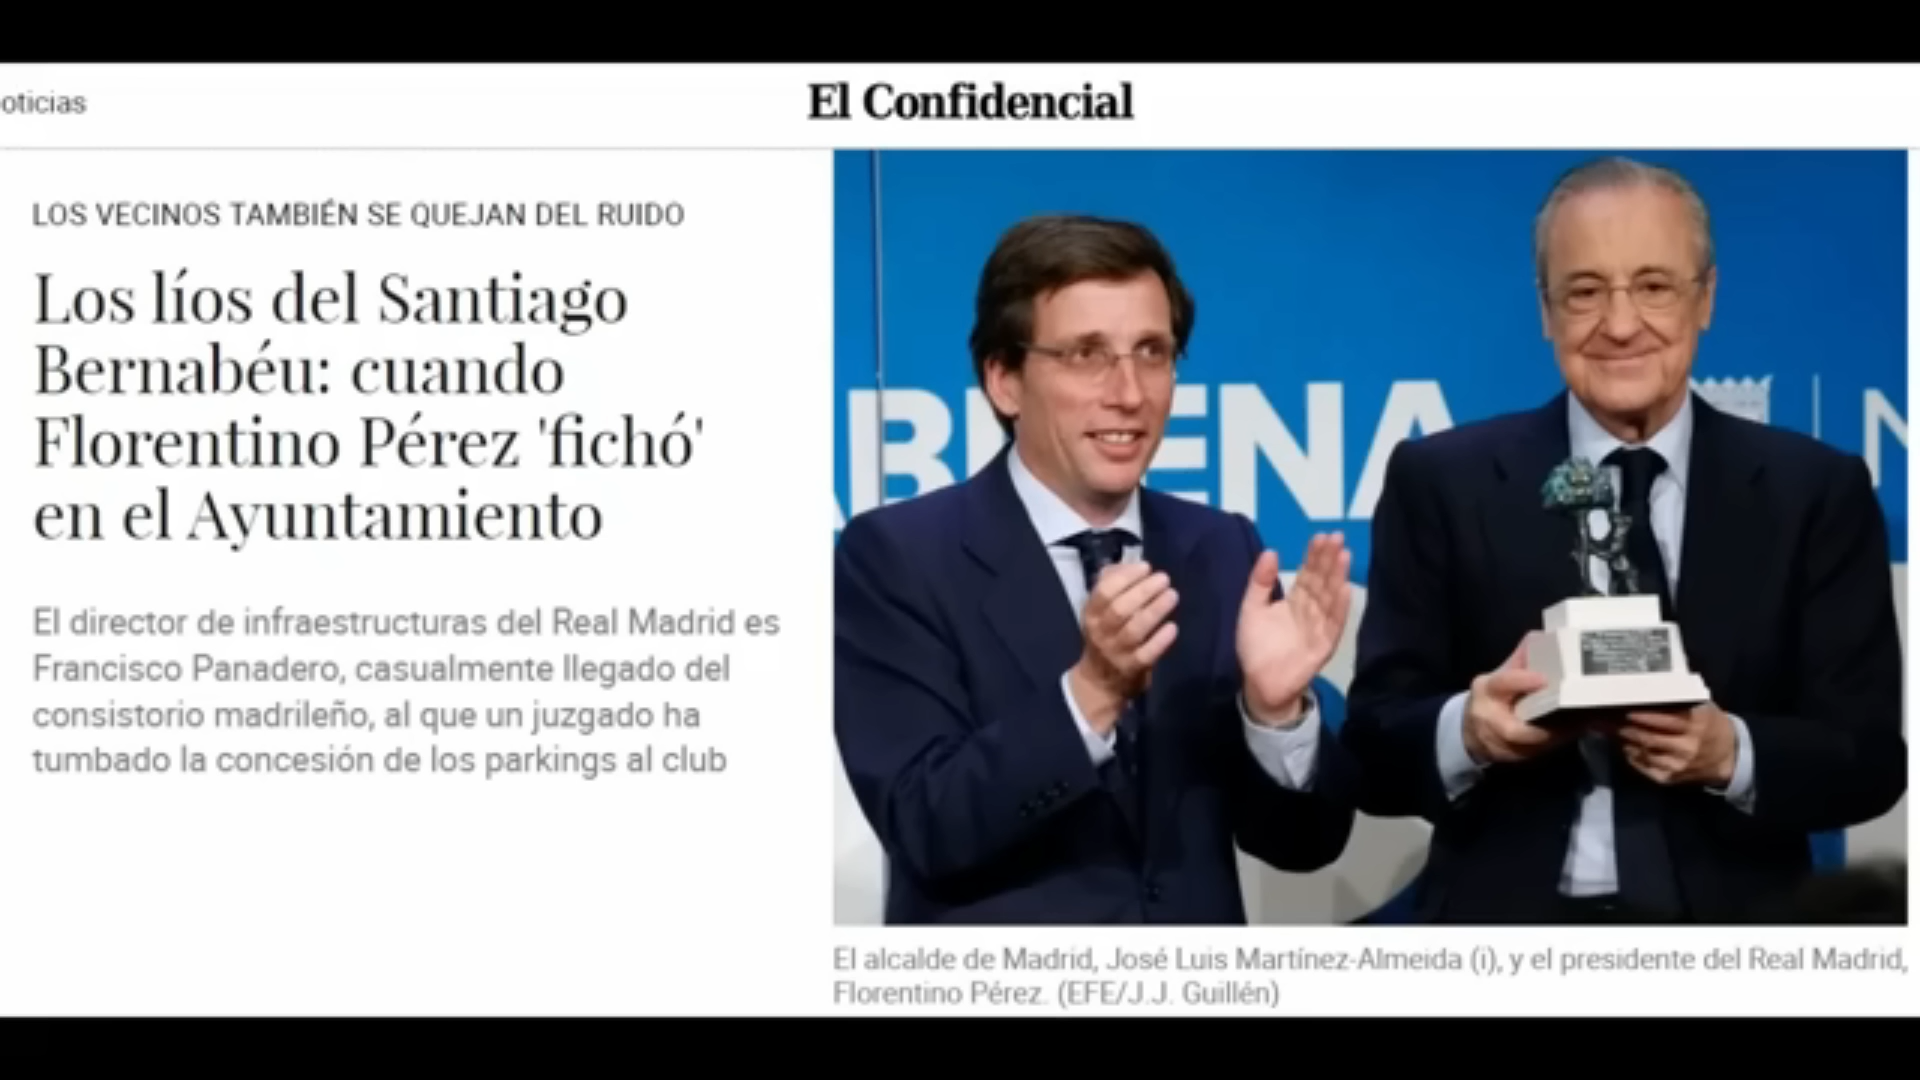 oticias
El Confidencial
LOS VECINOS TAMBIÉN SE QUEJAN DEL RUIDO
Los líos del Santiago
Bernabéu: cuando
Florentino Pérez 'fichó'
en el Ayuntamiento
El director de infraestructuras del Real Madrid es
Francisco Panadero, casualmente llegado del
consistorio madrileño, al que un juzgado ha
tumbado la concesión de los parkings al club
El alcalde de Madrid, José Luis Martínez-Almeida (i), y el presidente del Real Madrid,
Florentino Pérez. (EFE/J.J. Guillén)